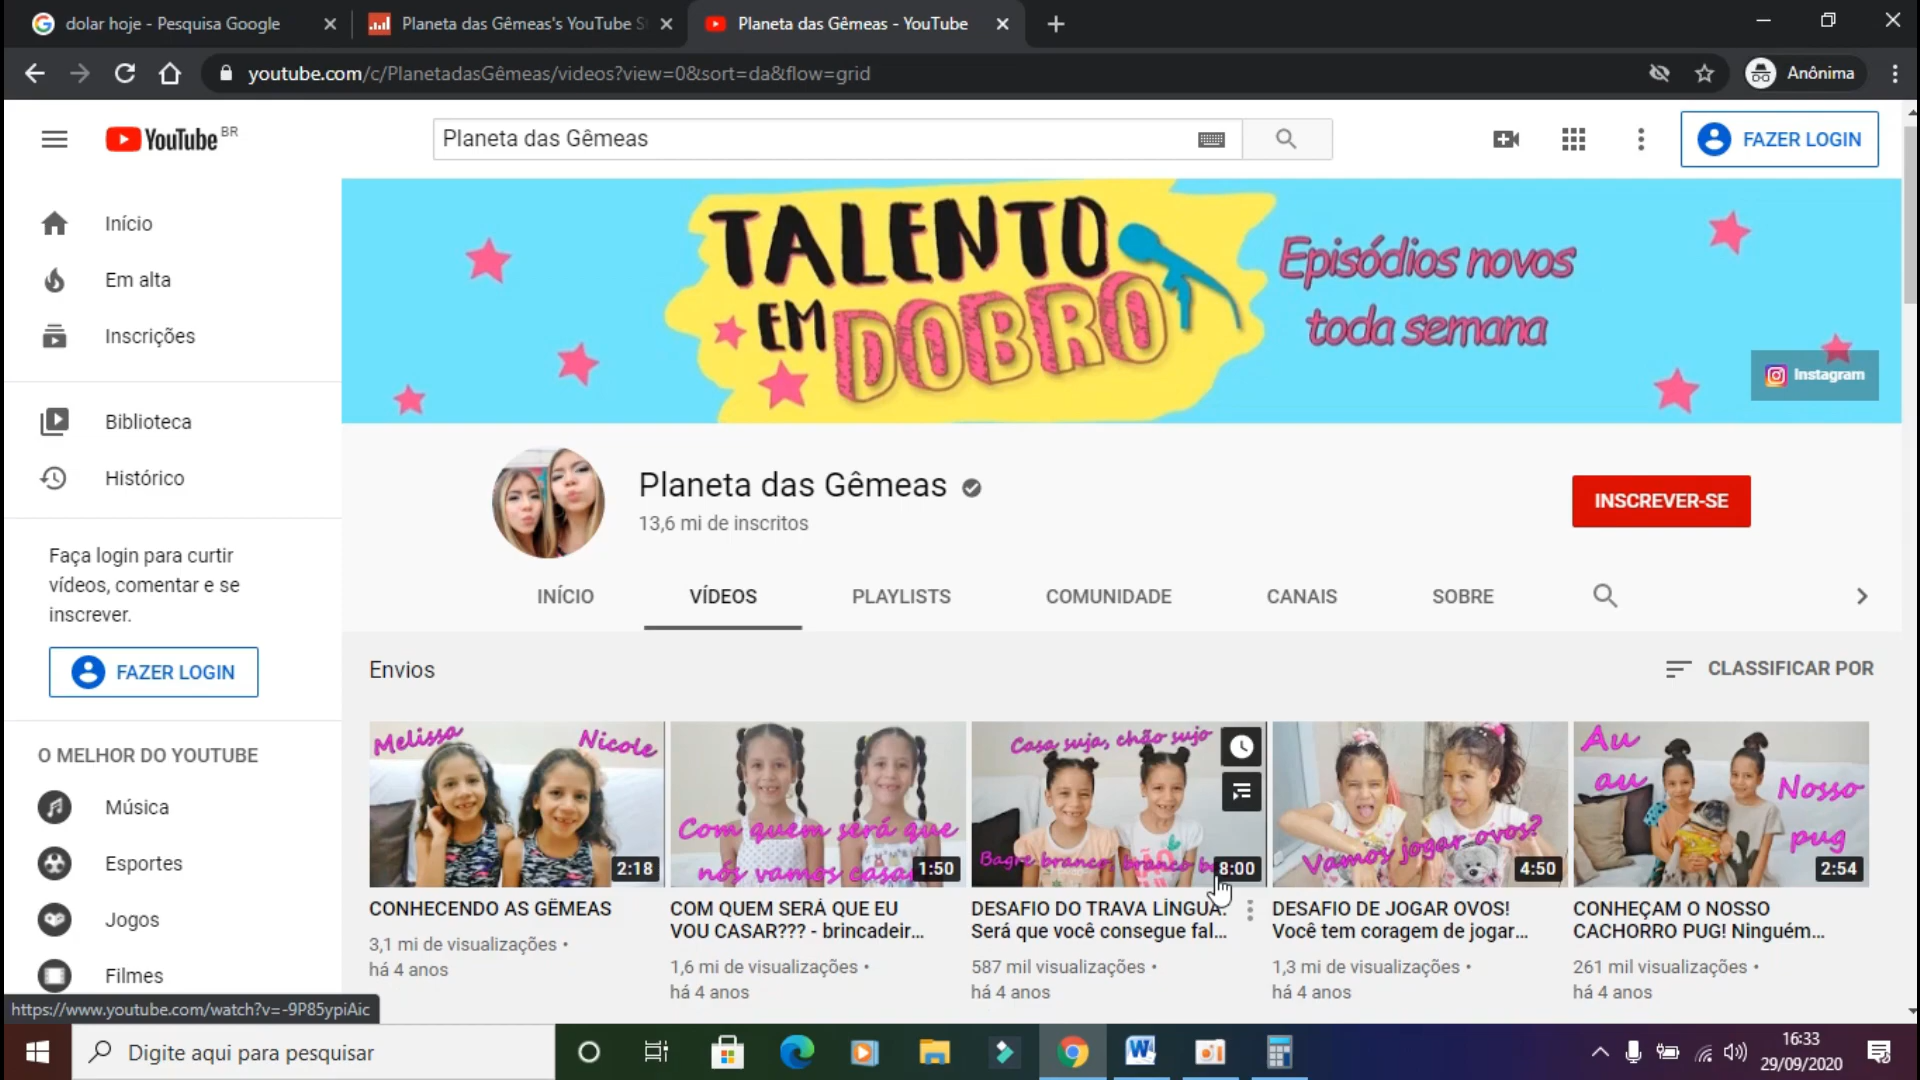 dolar hoje - Pesquisa Google
Planeta das Gêmeas's YouTube S
Planeta das Gêmeas - YouTube
youtube.com/c/PlanetadasGêmeas/videos?view=0&sort=da&flow=grid
Anônima
YouTube BR
Planeta das Gêmeas
FAZER LOGIN
Início
Em alta
Inscrições
Biblioteca
Histórico
Faça login para curtir
vídeos, comentar e se
inscrever.
FAZER LOGIN
O MELHOR DO YOUTUBE
Música
Esportes
Jogos
Filmes
TALENTO
EM DOBRO
Episódios novos
toda semana
Instagram
Planeta das Gêmeas
13,6 mi de inscritos
INSCREVER-SE
INÍCIO
VÍDEOS
PLAYLISTS
COMUNIDADE
CANAIS
SOBRE
Envios
CLASSIFICAR POR
Melissa
Nicole
2:18
CONHECENDO AS GÊMEAS
3,1 mi de visualizações •
há 4 anos
Com quem será que
nós vamos casar
1:50
COM QUEM SERÁ QUE EU
VOU CASAR??? - brincadeir...
1,6 mi de visualizações •
há 4 anos
Casa suja, chão sujo
Bagre branco, branco b
8:00
DESAFIO DO TRAVA LÍNGUA!
Será que você consegue fal...
587 mil visualizações •
há 4 anos
Vamos jogar ovos?
4:50
DESAFIO DE JOGAR OVOS!
Você tem coragem de jogar...
1,3 mi de visualizações •
há 4 anos
Au
au
Nosso
pug
2:54
CONHEÇAM O NOSSO
CACHORRO PUG! Ninguém...
261 mil visualizações •
há 4 anos
https://www.youtube.com/watch?v=-9P85ypiAic
Digite aqui para pesquisar
16:33
29/09/2020